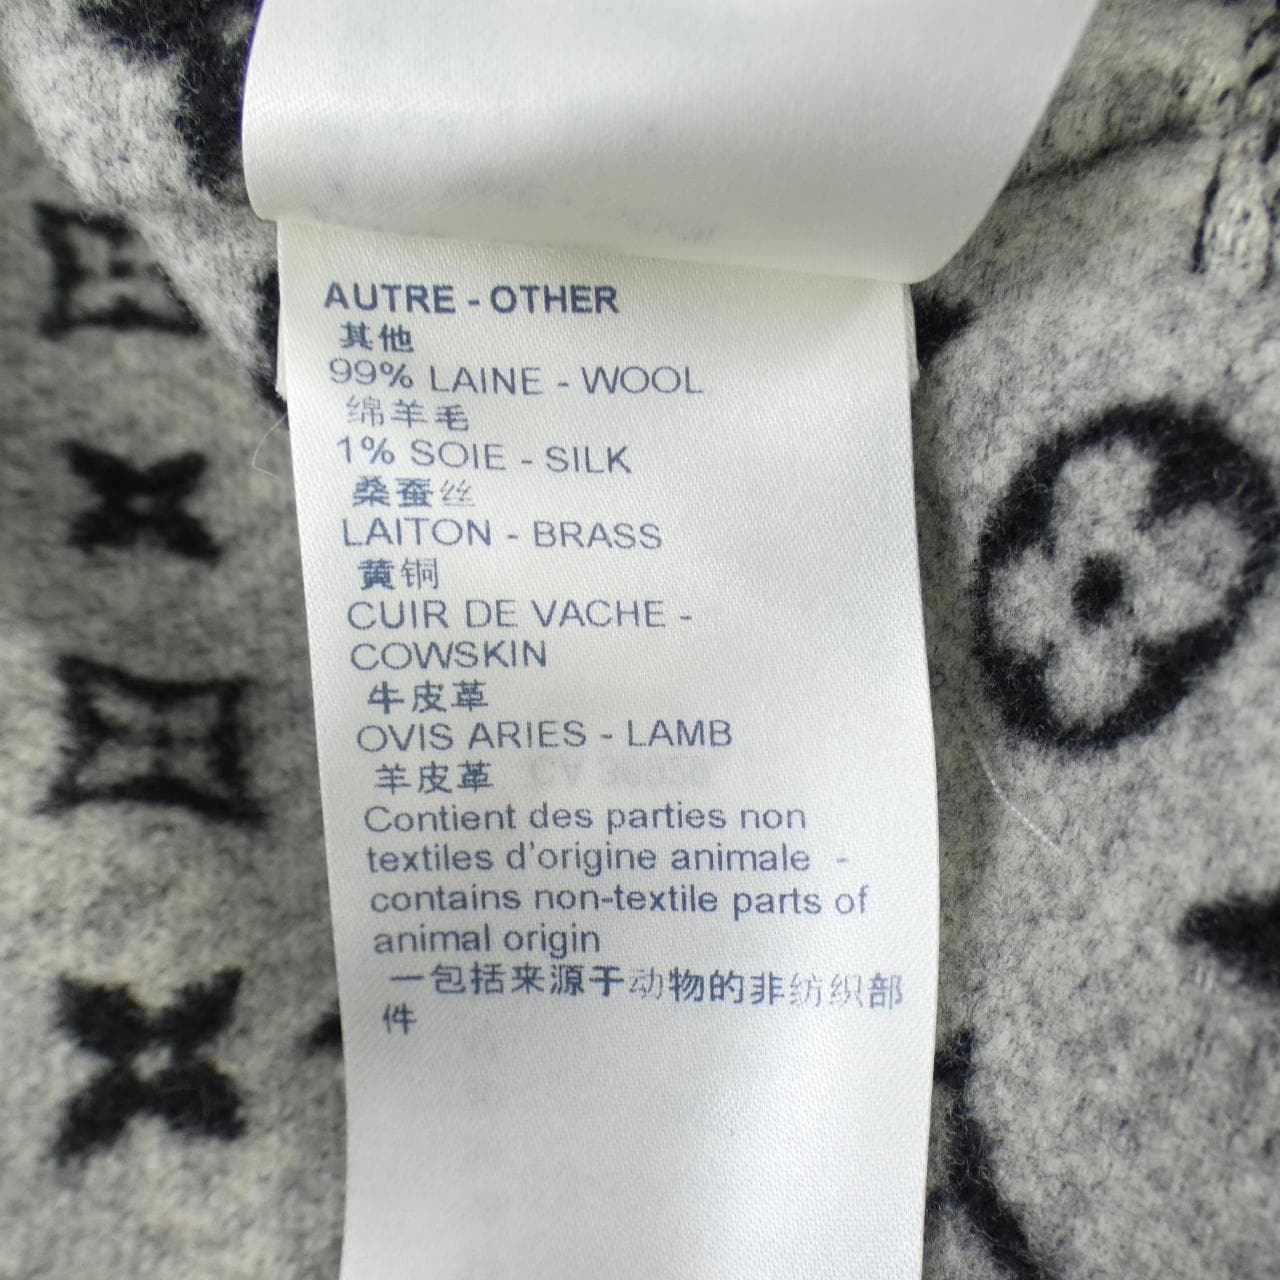 AUTRE - OTHER
其他
99% LAINE - WOOL
绵羊毛
1% SOIE - SILK
桑蚕丝
LAITON - BRASS
黄铜
CUIR DE VACHE -
COWSKIN
牛皮革
OVIS ARIES - LAMB
羊皮革
Contient des parties non
textiles d'origine animale -
contains non-textile parts of
animal origin
一包括来源于动物的非纺织部
件